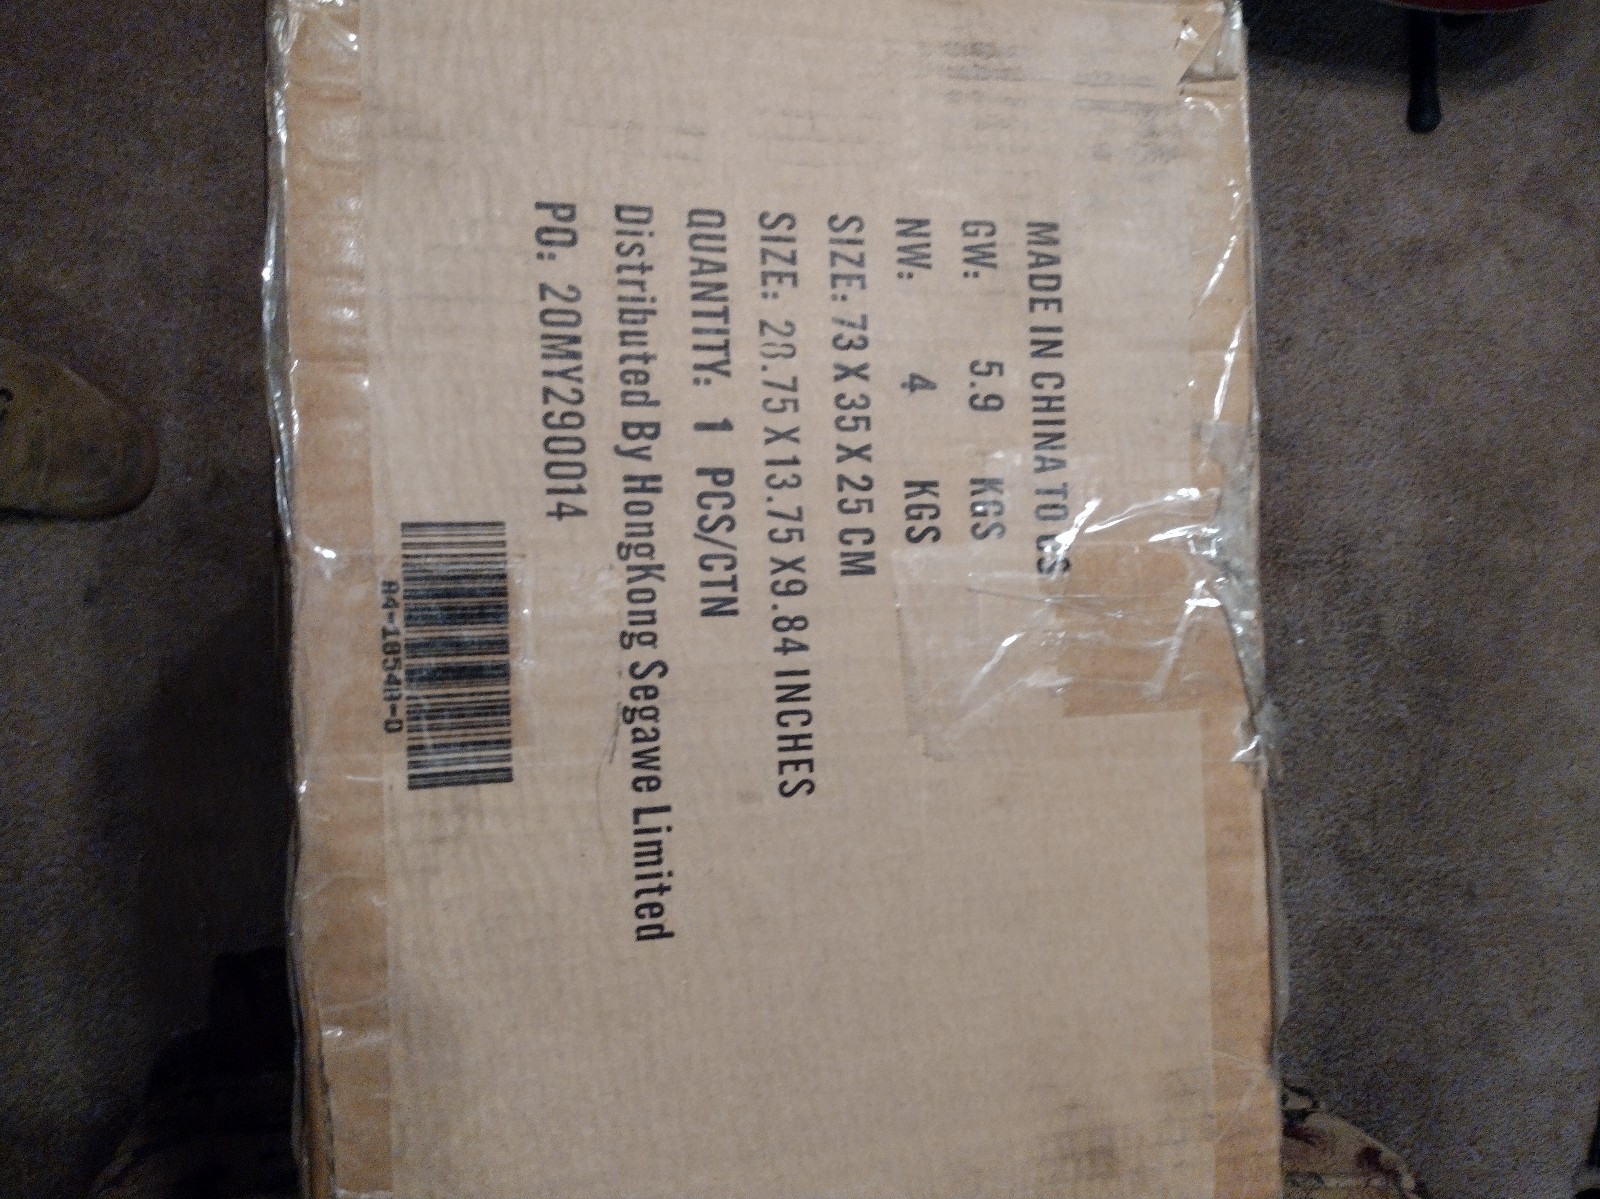 MADE IN CHINA TO US
GW: 5.9 KGS
NW: 4 KGS
SIZE: 73 X 35 X 25 CM
SIZE: 28.75 X 13.75 X9.84 INCHES
QUANTITY: 1 PCS/CTN
Distributed By HongKong Segawe Limited
PO: 20MY290014